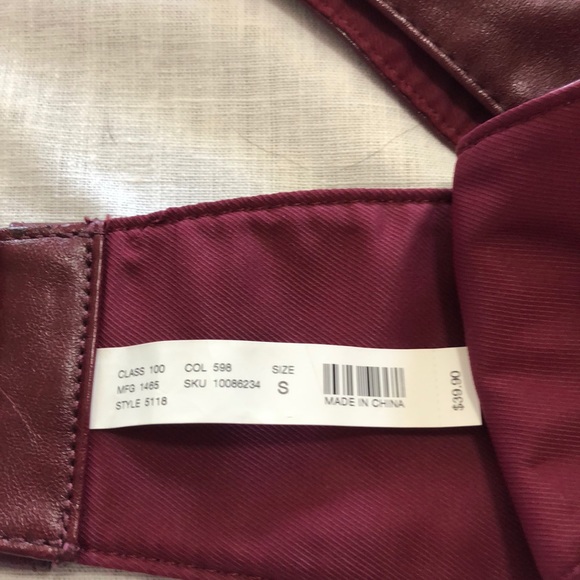 CLASS 100 COL 598 SIZE
MFG 1465 SKU 10086234 S
STYLE 5118
MADE IN CHINA
$39.90